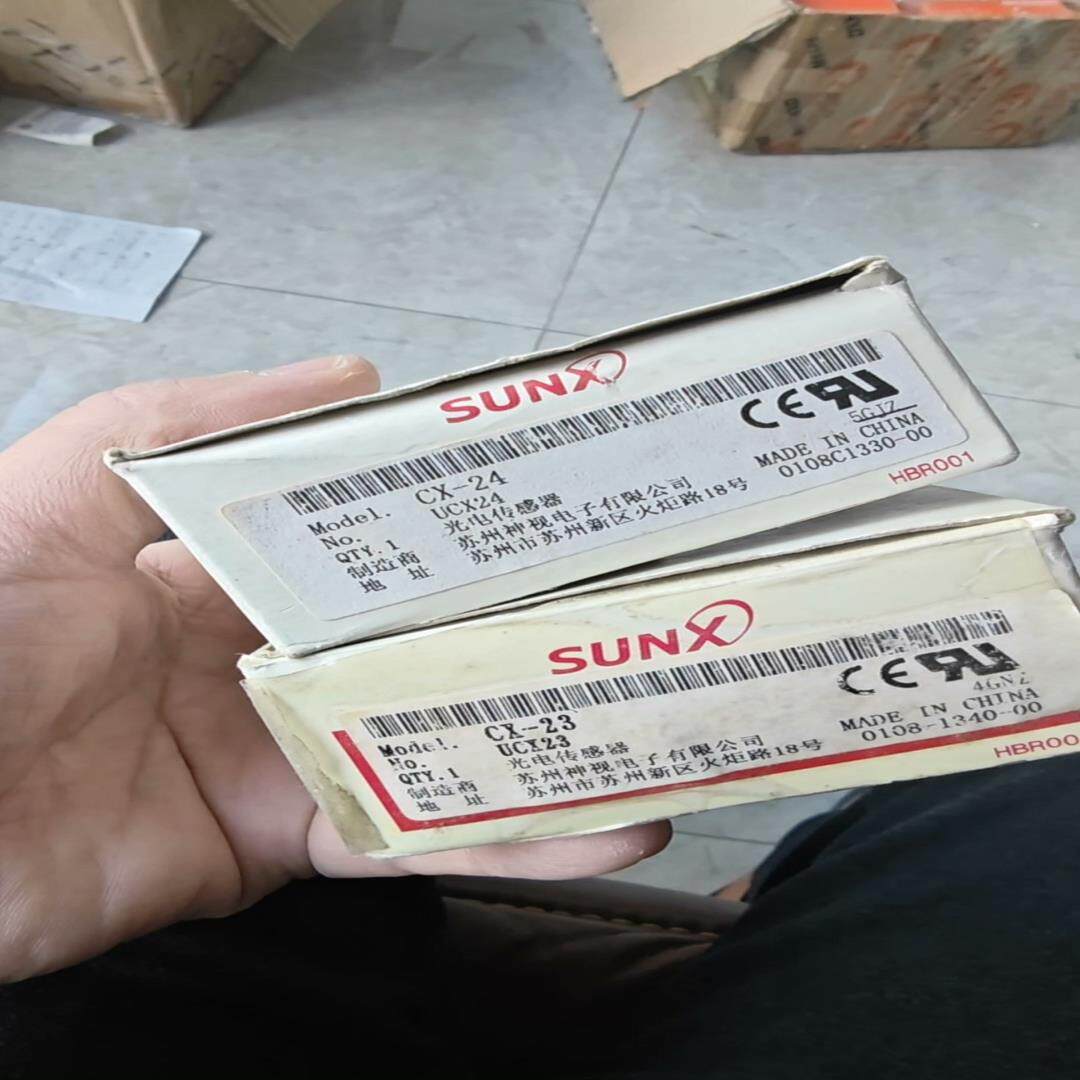 SUNX
CE
Model. CX-24
No. UCX24
QTY.1 光电传感器
制造商 苏州神视电子有限公司
地 址 苏州市苏州新区火炬路18号
5GJZ
MADE IN CHINA
0108C1330-00
HBR001
SUNX
CE
Model. CX-23
No. UCX23
QTY.1 光电传感器
制造商 苏州神视电子有限公司
地 址 苏州市苏州新区火炬路18号
4GNZ
MADE IN CHINA
0108-1340-00
HBR00